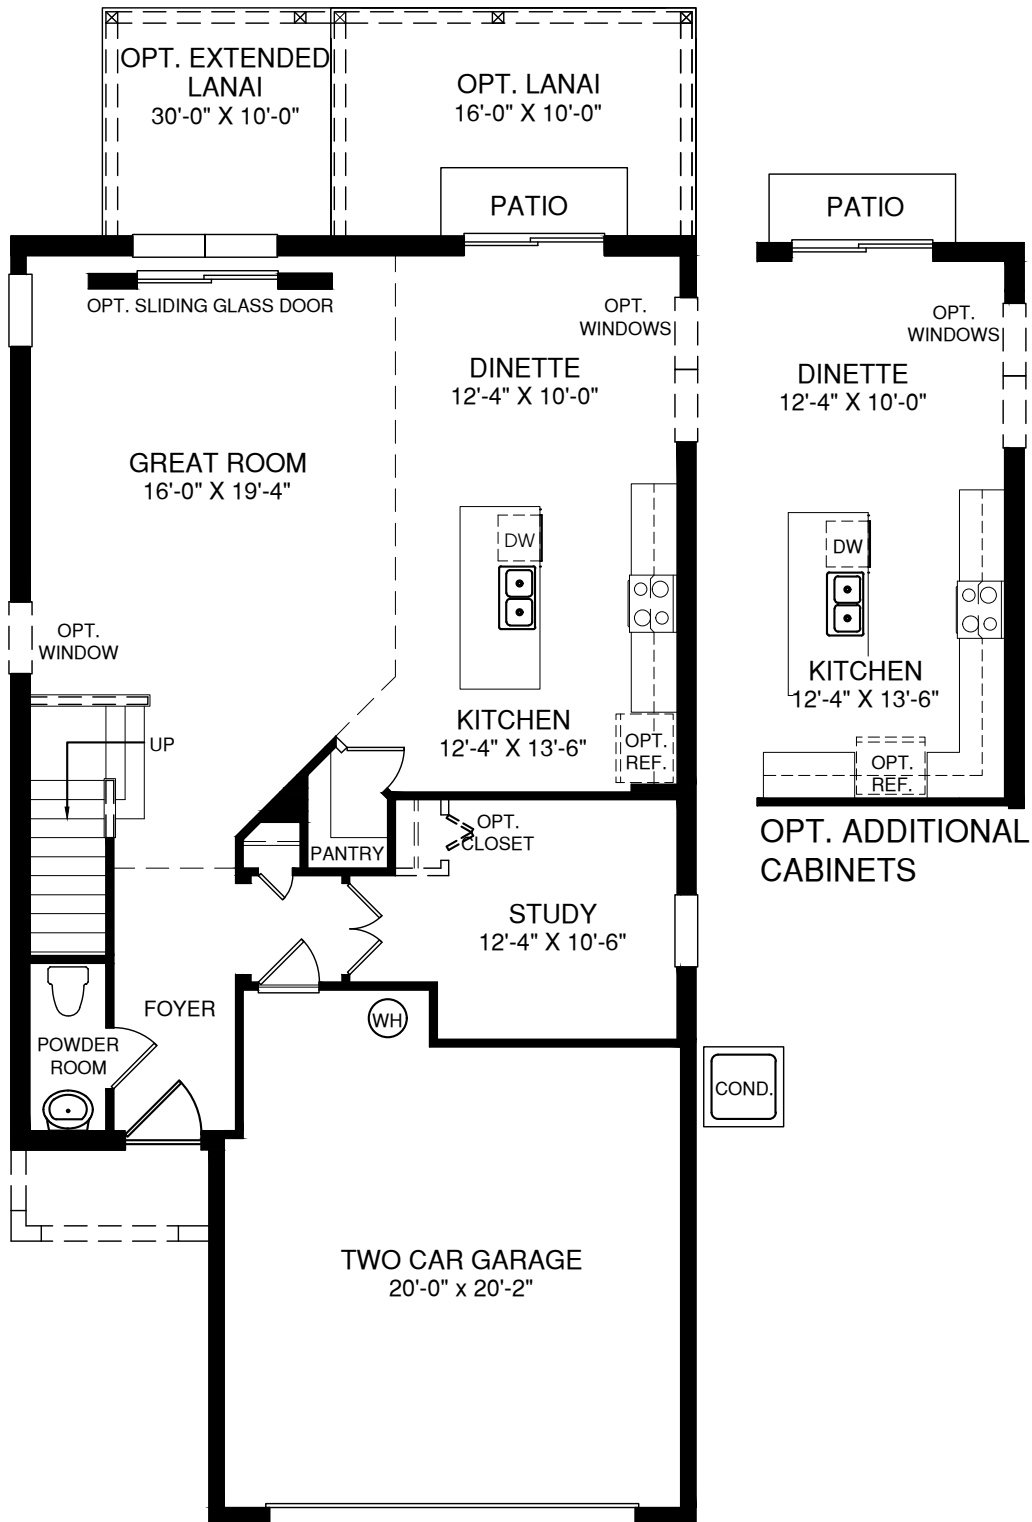 OPT. EXTENDED
LANAI
30'-0" X 10'-0"
OPT. LANAI
16'-0" X 10'-0"
PATIO
PATIO
OPT. SLIDING GLASS DOOR
OPT.
WINDOWS
OPT.
WINDOWS
DINETTE
12'-4" X 10'-0"
DINETTE
12'-4" X 10'-0"
GREAT ROOM
16'-0" X 19'-4"
DW
DW
OPT.
WINDOW
KITCHEN
12'-4" X 13'-6"
KITCHEN
12'-4" X 13'-6"
UP
OPT.
REF.
OPT.
REF.
PANTRY
OPT.
CLOSET
OPT. ADDITIONAL
CABINETS
STUDY
12'-4" X 10'-6"
FOYER
WH
POWDER
ROOM
COND.
TWO CAR GARAGE
20'-0" x 20'-2"